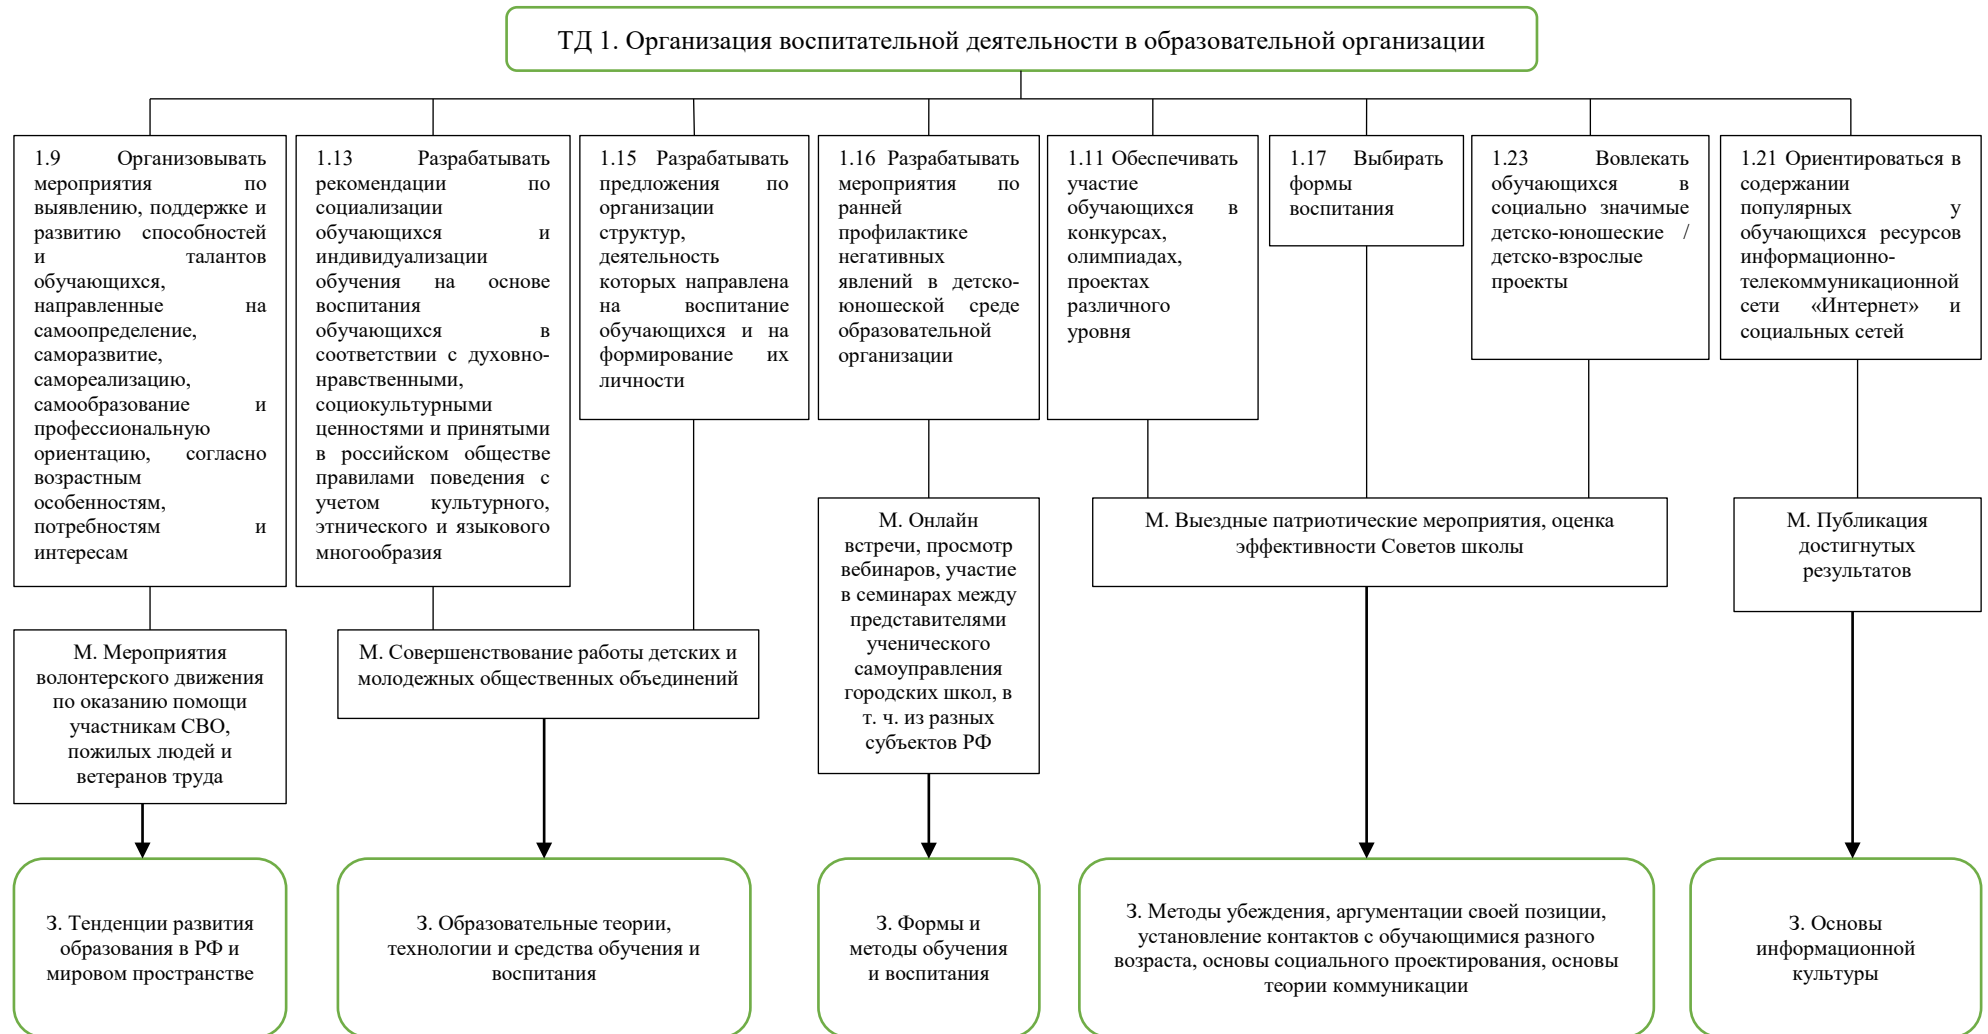 ТД 1. Организация воспитательной деятельности в образовательной организации
1.9 Организовывать
мероприятия по
выявлению, поддержке и
развитию способностей
и талантов
обучающихся,
направленные на
самоопределение,
саморазвитие,
самореализацию,
самообразование и
профессиональную
ориентацию, согласно
возрастным
особенностям,
потребностям и
интересам
1.13 Разрабатывать
рекомендации по
социализации
обучающихся и
индивидуализации
обучения на основе
воспитания
обучающихся в
соответствии с духовно-
нравственными,
социокультурными
ценностями и принятыми
в российском обществе
правилами поведения с
учетом культурного,
этнического и языкового
многообразия
1.15 Разрабатывать
предложения по
организации
структур,
деятельность
которых направлена
на воспитание
обучающихся и на
формирование их
личности
1.16 Разрабатывать
мероприятия по
ранней
профилактике
негативных
явлений в детско-
юношеской среде
образовательной
организации
1.11 Обеспечивать
участие
обучающихся в
конкурсах,
олимпиадах,
проектах
различного
уровня
1.17 Выбирать
формы
воспитания
1.23 Вовлекать
обучающихся в
социально значимые
детско-юношеские /
детско-взрослые
проекты
1.21 Ориентироваться в
содержании
популярных у
обучающихся ресурсов
информационно-
телекоммуникационной
сети «Интернет» и
социальных сетей
М. Мероприятия
волонтерского движения
по оказанию помощи
участникам СВО,
пожилых людей и
ветеранов труда
М. Совершенствование работы детских и
молодежных общественных объединений
М. Онлайн
встречи, просмотр
вебинаров, участие
в семинарах между
представителями
ученического
самоуправления
городских школ, в
т. ч. из разных
субъектов РФ
М. Выездные патриотические мероприятия, оценка
эффективности Советов школы
М. Публикация
достигнутых
результатов
З. Тенденции развития
образования в РФ и
мировом пространстве
З. Образовательные теории,
технологии и средства обучения и
воспитания
З. Формы и
методы обучения
и воспитания
З. Методы убеждения, аргументации своей позиции,
установление контактов с обучающимися разного
возраста, основы социального проектирования, основы
теории коммуникации
З. Основы
информационной
культуры